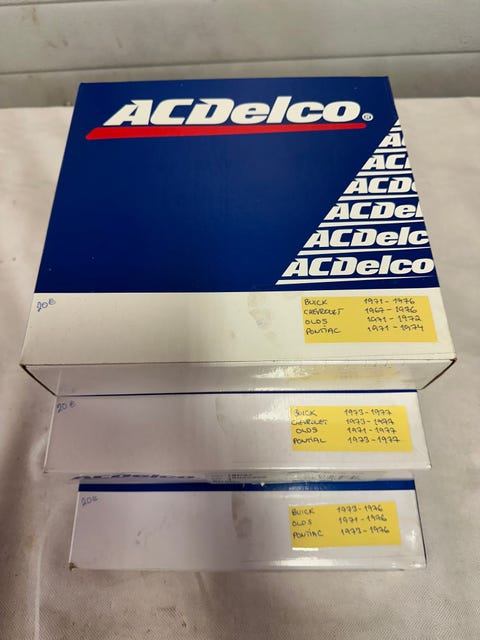 ACDelco®
ACDelco
ACDelco
ACDelco
ACDelco
20€
BUICK 1971-1976
CHEVROLET 1967-1976
OLDS 1971-1972
PONTIAC 1971-1974
20€
BUICK 1973-1977
CHEVROLET 1973-1977
OLDS 1971-1977
PONTIAC 1973-1977
ACDelco
20€
BUICK 1973-1976
OLDS 1971-1976
PONTIAC 1973-1976